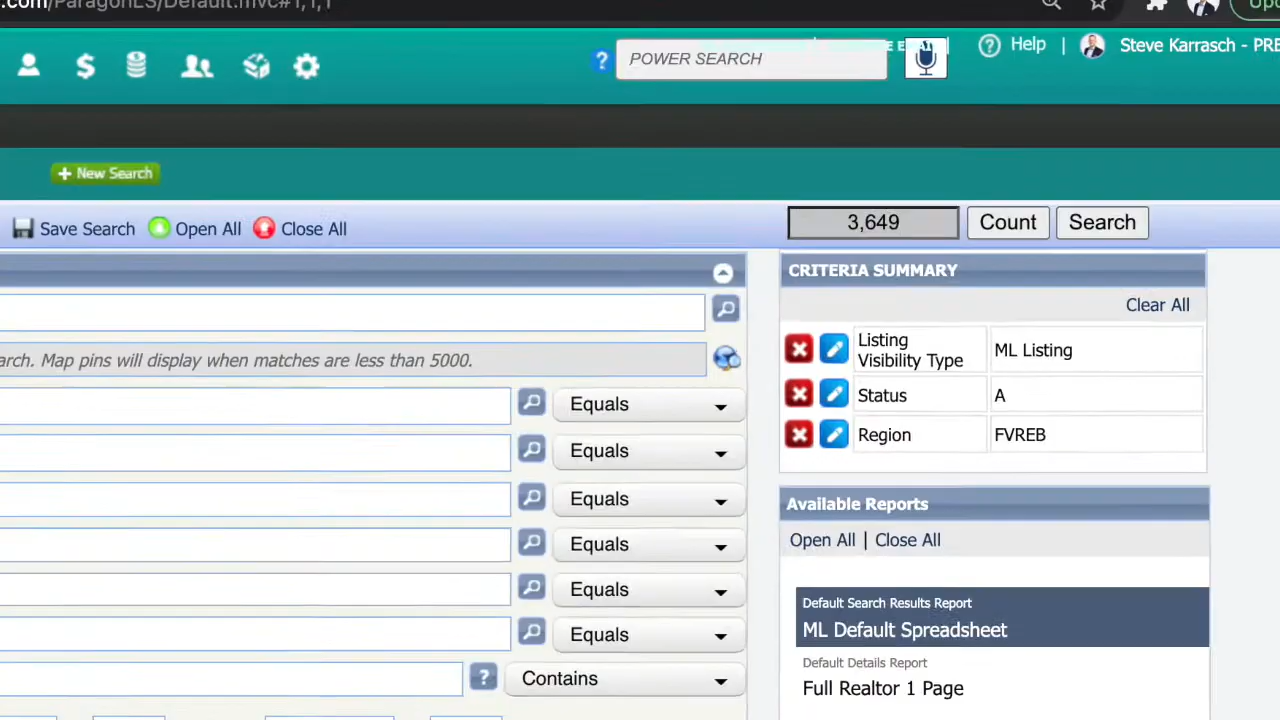 .com/ParagonLS/Default.mvc#1,1,1
? POWER SEARCH
? Help | Steve Karrasch - PRE
+ New Search
Save Search Open All Close All
3,649 Count Search
CRITERIA SUMMARY
Clear All
Listing
Visibility Type ML Listing
Status A
Region FVREB
arch. Map pins will display when matches are less than 5000.
Equals
Equals
Equals
Equals
Equals
Equals
? Contains
Available Reports
Open All | Close All
Default Search Results Report
ML Default Spreadsheet
Default Details Report
Full Realtor 1 Page